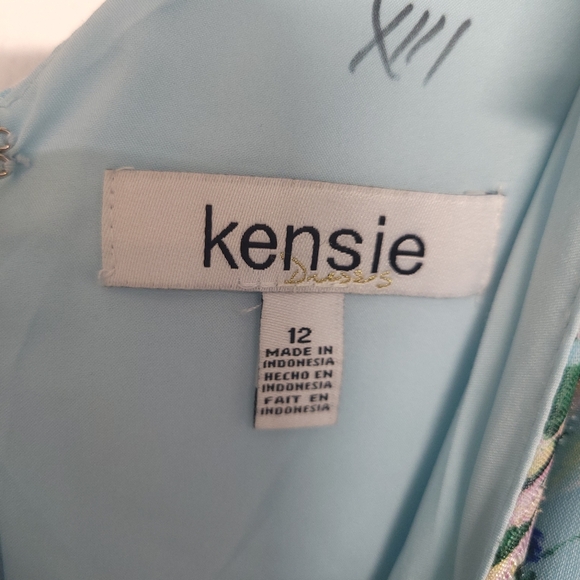 XIII
kensie
Dresses
12
MADE IN
INDONESIA
HECHO EN
INDONESIA
FAIT EN
INDONESIA